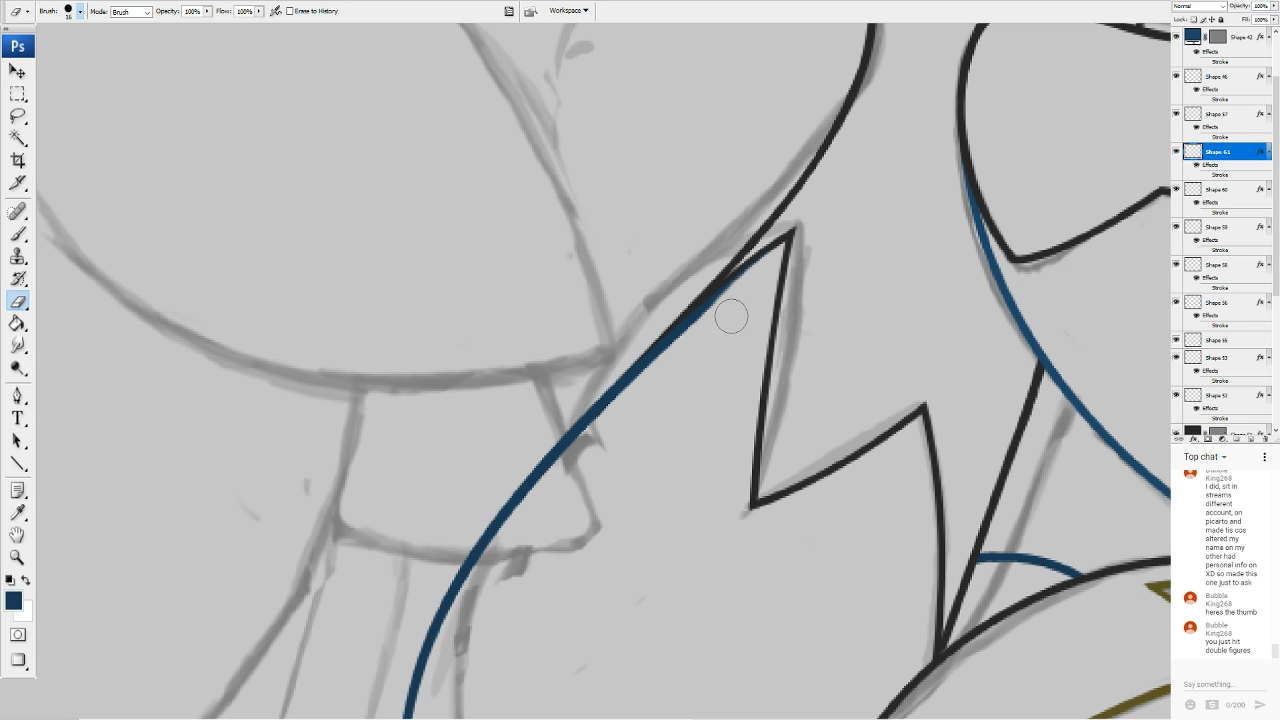 Brush:
16
Mode: Brush
Opacity: 100%
Flow: 100%
Erase to History
Workspace
Ps
T
Normal
Opacity: 100%
Lock:
Fill: 100%
Shape 42
Effects
Stroke
Shape 46
Effects
Stroke
Shape 57
Effects
Stroke
Shape 61
Effects
Stroke
Shape 60
Effects
Stroke
Shape 59
Effects
Stroke
Shape 58
Effects
Stroke
Shape 56
Effects
Stroke
Shape 55
Shape 53
Effects
Stroke
Shape 52
Effects
Stroke
Top chat
Bubble
King268
I did, sit in
streams
different
account, on
picarto and
made tis cos
altered my
name on my
other had
personal info on
XD so made this
one just to ask
Bubble
King268
heres the thumb
Bubble
King268
you just hit
double figures
Say something...
0/200